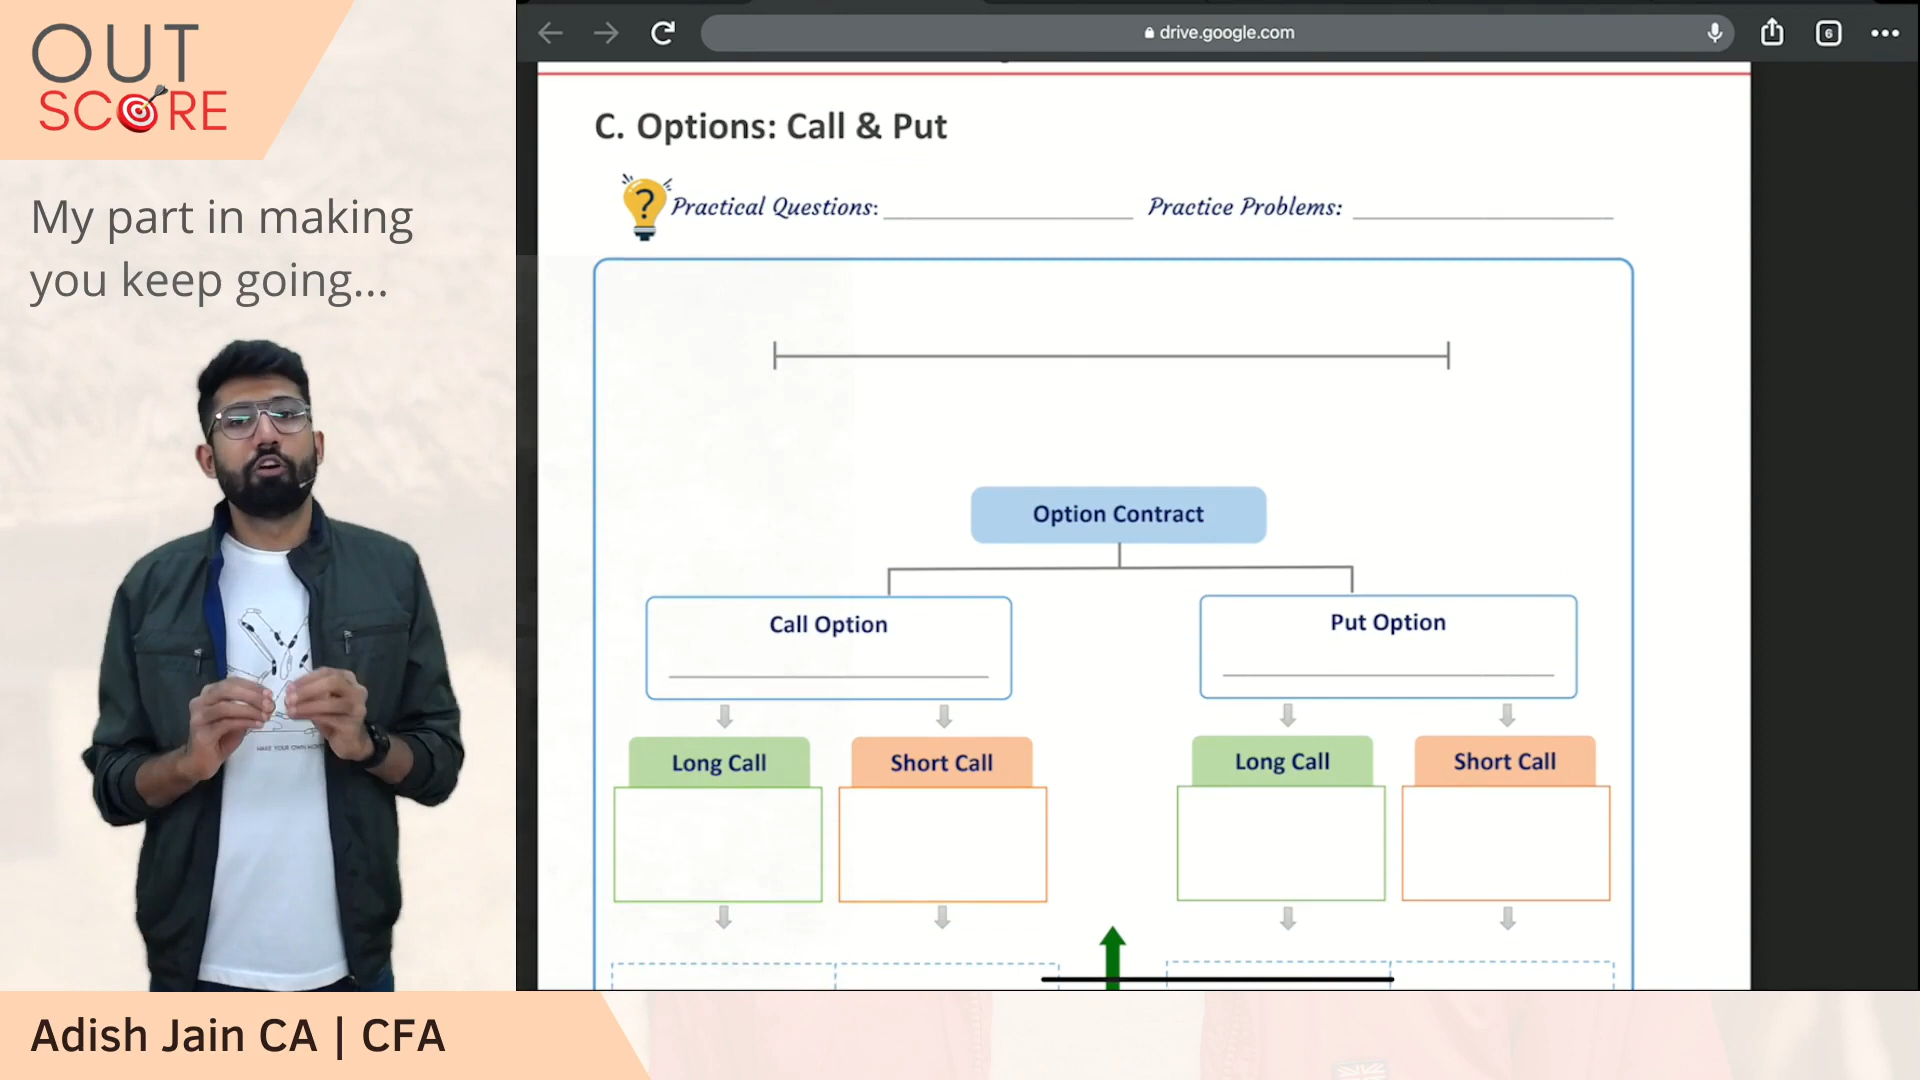 OUT
SCORE
My part in making
you keep going...
drive.google.com
6
C. Options: Call & Put
? Practical Questions: Practice Problems:
Option Contract
Call Option
Put Option
Long Call
Short Call
Long Call
Short Call
Adish Jain CA | CFA